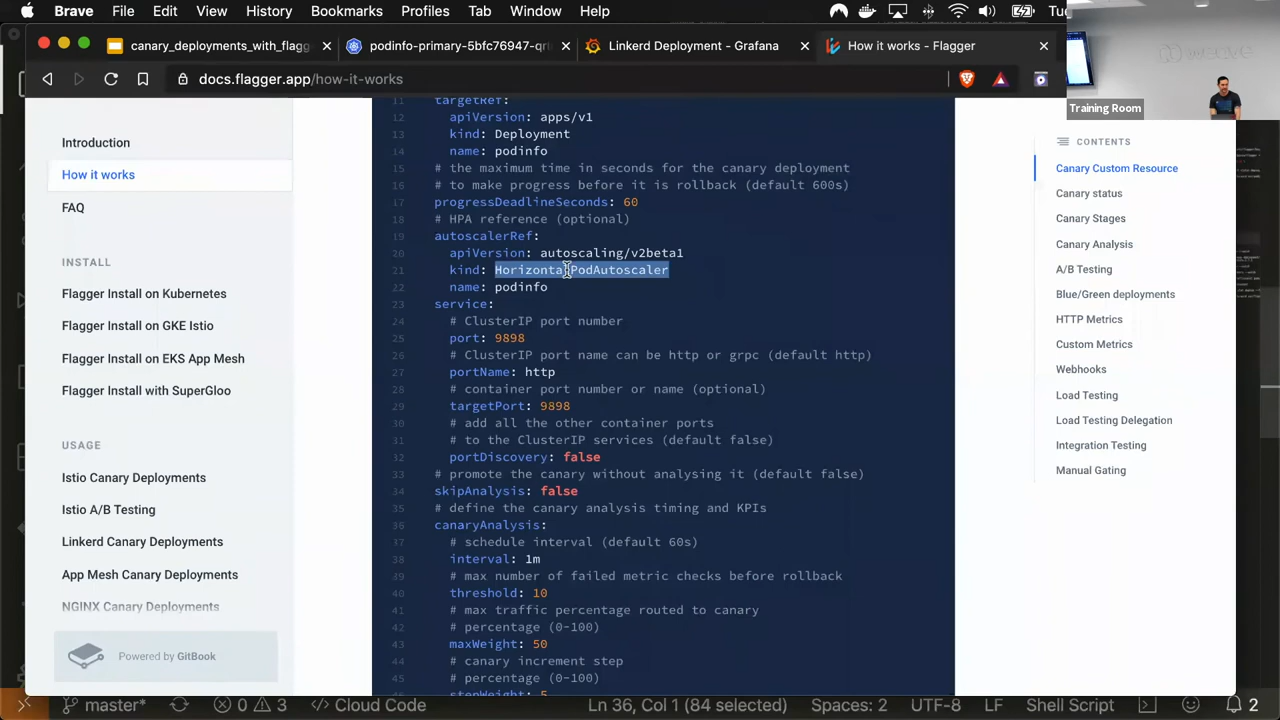 Brave File Edit View History Bookmarks Profiles Tab Window Help
canary_deployments_with_flagg
podinfo-primary-5bfc76947-qr
Linkerd Deployment - Grafana
How it works - Flagger
docs.flagger.app/how-it-works
Training Room
Introduction
How it works
FAQ
INSTALL
Flagger Install on Kubernetes
Flagger Install on GKE Istio
Flagger Install on EKS App Mesh
Flagger Install with SuperGloo
USAGE
Istio Canary Deployments
Istio A/B Testing
Linkerd Canary Deployments
App Mesh Canary Deployments
NGINX Canary Deployments
Powered by GitBook
11 targetRef:
12 apiVersion: apps/v1
13 kind: Deployment
14 name: podinfo
15 # the maximum time in seconds for the canary deployment
16 # to make progress before it is rollback (default 600s)
17 progressDeadlineSeconds: 60
18 # HPA reference (optional)
19 autoscalerRef:
20 apiVersion: autoscaling/v2beta1
21 kind: HorizontalPodAutoscaler
22 name: podinfo
23 service:
24 # ClusterIP port number
25 port: 9898
26 # ClusterIP port name can be http or grpc (default http)
27 portName: http
28 # container port number or name (optional)
29 targetPort: 9898
30 # add all the other container ports
31 # to the ClusterIP services (default false)
32 portDiscovery: false
33 # promote the canary without analysing it (default false)
34 skipAnalysis: false
35 # define the canary analysis timing and KPIs
36 canaryAnalysis:
37 # schedule interval (default 60s)
38 interval: 1m
39 # max number of failed metric checks before rollback
40 threshold: 10
41 # max traffic percentage routed to canary
42 # percentage (0-100)
43 maxWeight: 50
44 # canary increment step
45 # percentage (0-100)
46 stepWeight: 5
CONTENTS
Canary Custom Resource
Canary status
Canary Stages
Canary Analysis
A/B Testing
Blue/Green deployments
HTTP Metrics
Custom Metrics
Webhooks
Load Testing
Load Testing Delegation
Integration Testing
Manual Gating
master* 0 3 Cloud Code Ln 36, Col 1 (84 selected) Spaces: 2 UTF-8 LF Shell Script 2